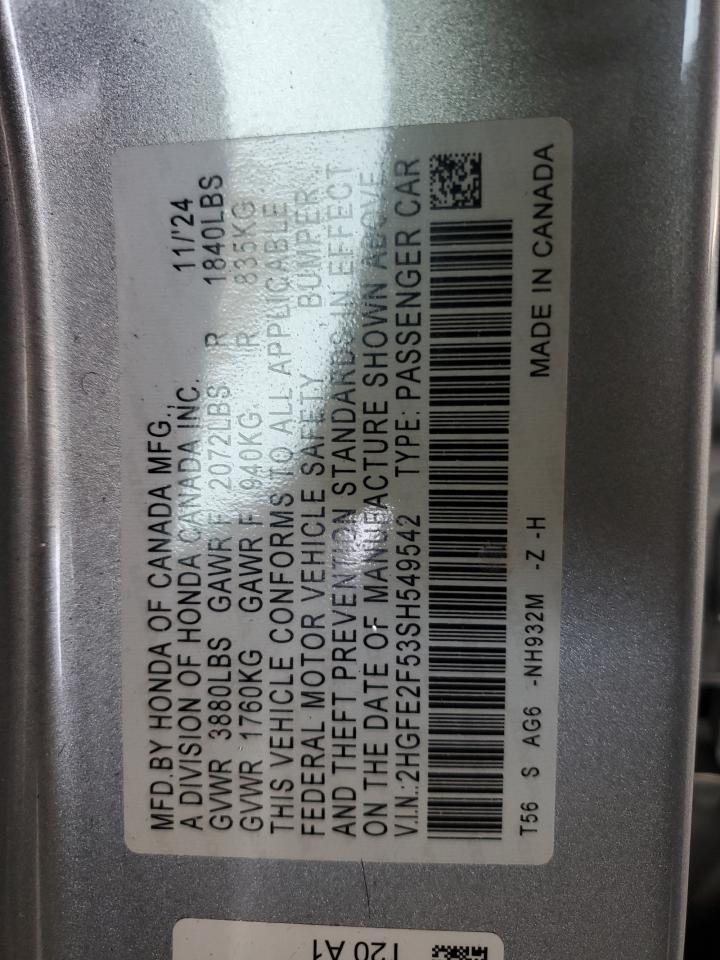 MFD.BY HONDA OF CANADA MFG.,
A DIVISION OF HONDA CANADA INC. 11/'24
GVWR 3880LBS GAWR F 2072LBS R 1840LBS
GVWR 1760KG GAWR F 940KG R 835KG
THIS VEHICLE CONFORMS TO ALL APPLICABLE
FEDERAL MOTOR VEHICLE SAFETY, BUMPER,
AND THEFT PREVENTION STANDARDS IN EFFECT
ON THE DATE OF MANUFACTURE SHOWN ABOVE.
V.I.N.:2HGFE2F53SH549542 TYPE: PASSENGER CAR
T56 S AG6 -NH932M -Z -H MADE IN CANADA
T20 A1